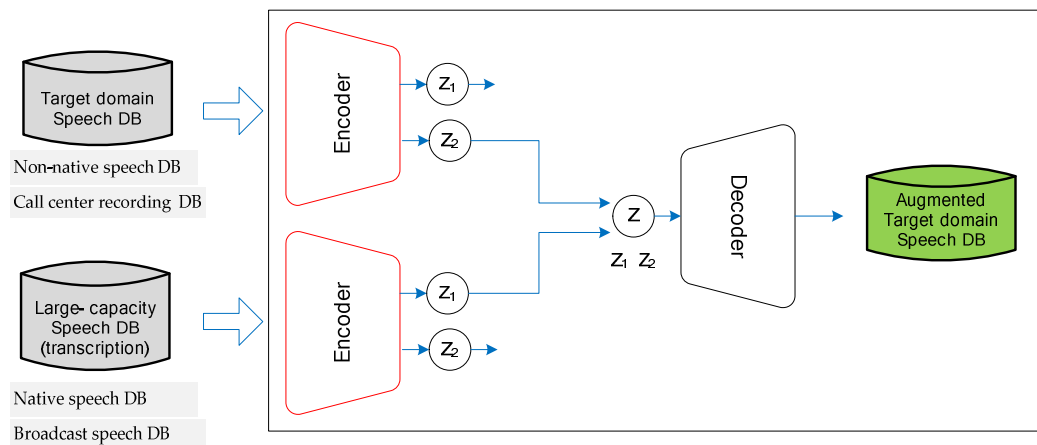 Target domain
Speech DB
Non-native speech DB
Call center recording DB
Large- capacity
Speech DB
(transcription)
Native speech DB
Broadcast speech DB
Encoder
Z1
Z2
Encoder
Z1
Z2
Z
Z1 Z2
Decoder
Augmented
Target domain
Speech DB